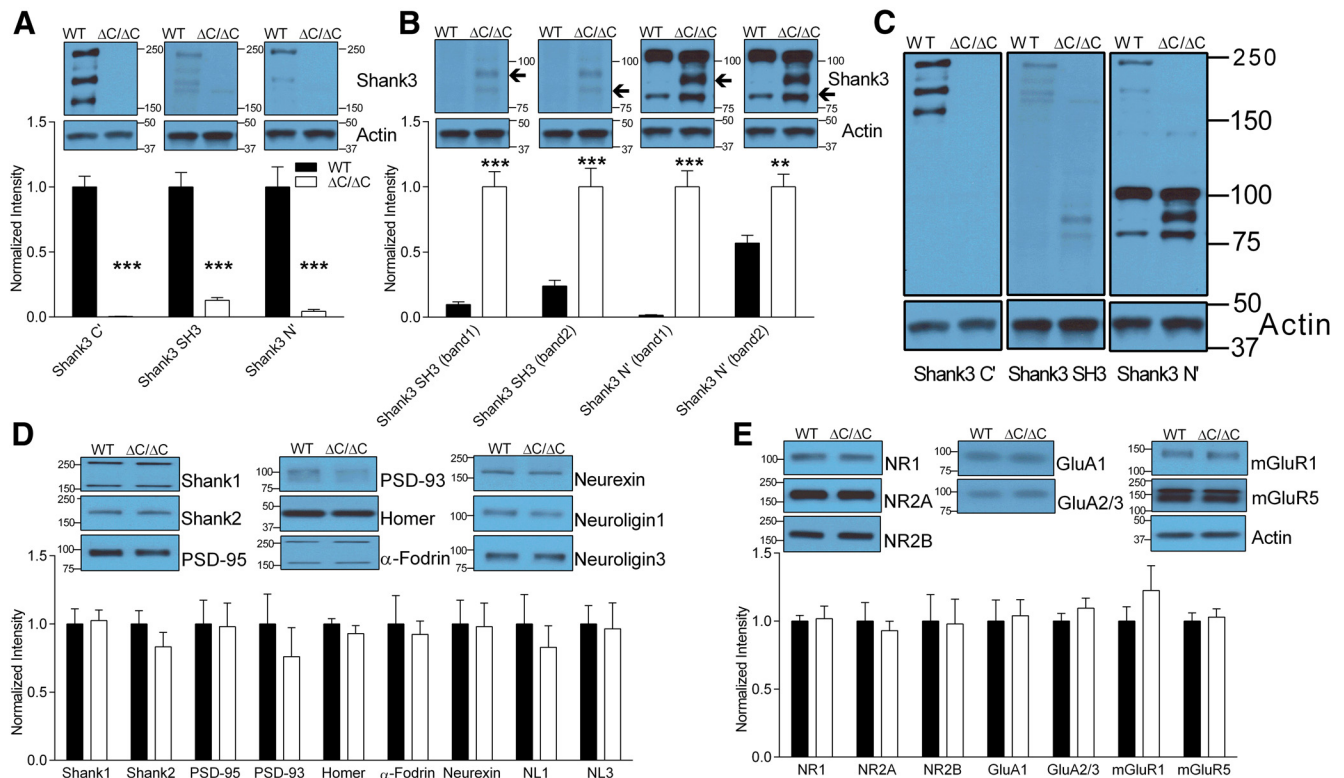 A
WT ΔC/ΔC WT ΔC/ΔC WT ΔC/ΔC
250
150
250
150
250
150
Shank3
50
37
50
37
50
37
Actin
1.5
1.0
0.5
0.0
Normalized Intensity
WT
ΔC/ΔC
*** *** ***
Shank3 C'
Shank3 SH3
Shank3 N'
B
WT ΔC/ΔC WT ΔC/ΔC WT ΔC/ΔC WT ΔC/ΔC
100
75
100
75
100
75
100
75
Shank3
50
37
50
37
50
37
50
37
Actin
1.5
1.0
0.5
0.0
Normalized Intensity
*** *** *** **
Shank3 SH3 (band1)
Shank3 SH3 (band2)
Shank3 N' (band1)
Shank3 N' (band2)
C
WT ΔC/ΔC WT ΔC/ΔC WT ΔC/ΔC
250
150
100
75
50
37
Actin
Shank3 C' Shank3 SH3 Shank3 N'
D
WT ΔC/ΔC WT ΔC/ΔC WT ΔC/ΔC
250
150
Shank1
100
75
PSD-93
250
150
Neurexin
250
150
Shank2
50
37
Homer
100
Neuroligin1
100
75
PSD-95
250
150
α-Fodrin
100
75
Neuroligin3
1.5
1.0
0.5
0.0
Normalized Intensity
Shank1 Shank2 PSD-95 PSD-93 Homer α-Fodrin Neurexin NL1 NL3
E
WT ΔC/ΔC WT ΔC/ΔC WT ΔC/ΔC
100
NR1
100
75
GluA1
150
100
mGluR1
250
150
NR2A
100
75
GluA2/3
250
150
100
mGluR5
250
150
NR2B
50
37
Actin
1.5
1.0
0.5
0.0
Normalized Intensity
NR1 NR2A NR2B GluA1 GluA2/3 mGluR1 mGluR5